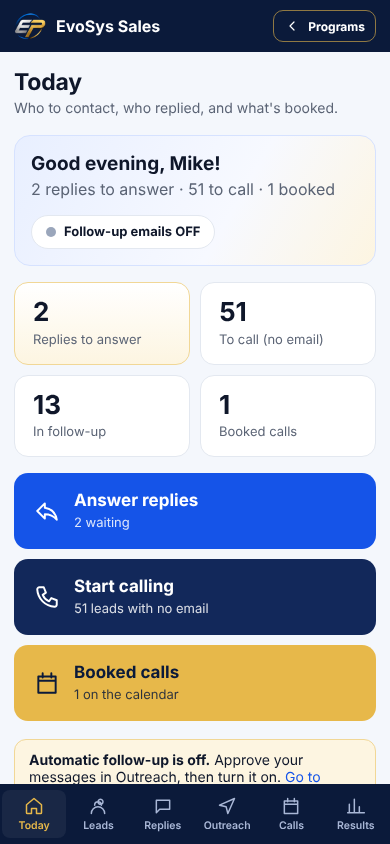 EP
EvoSys Sales
Programs
Today
Who to contact, who replied, and what's booked.
Good evening, Mike!
2 replies to answer · 51 to call · 1 booked
Follow-up emails OFF
2
Replies to answer
51
To call (no email)
13
In follow-up
1
Booked calls
Answer replies
2 waiting
Start calling
51 leads with no email
Booked calls
1 on the calendar
Automatic follow-up is off. Approve your
messages in Outreach, then turn it on. Go to
Today
Leads
Replies
Outreach
Calls
Results